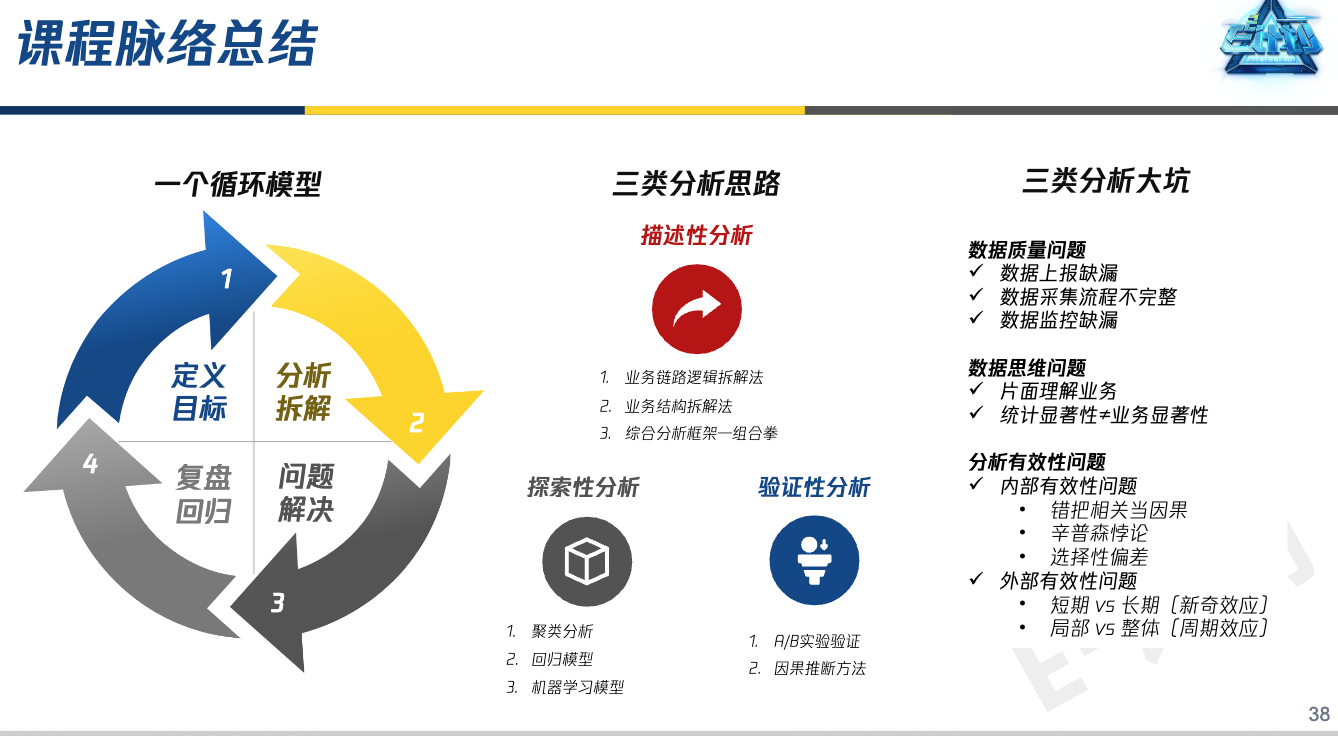 课程脉络总结
E计划
一个循环模型
1
2
3
4
定义
目标
分析
拆解
问题
解决
复盘
回归
三类分析思路
描述性分析
1. 业务链路逻辑拆解法
2. 业务结构拆解法
3. 综合分析框架—组合拳
探索性分析
1. 聚类分析
2. 回归模型
3. 机器学习模型
验证性分析
1. A/B实验验证
2. 因果推断方法
三类分析大坑
数据质量问题
✓ 数据上报缺漏
✓ 数据采集流程不完整
✓ 数据监控缺漏
数据思维问题
✓ 片面理解业务
✓ 统计显著性≠业务显著性
分析有效性问题
✓ 内部有效性问题
• 错把相关当因果
• 辛普森悖论
• 选择性偏差
✓ 外部有效性问题
• 短期 vs 长期（新奇效应）
• 局部 vs 整体（周期效应）
38